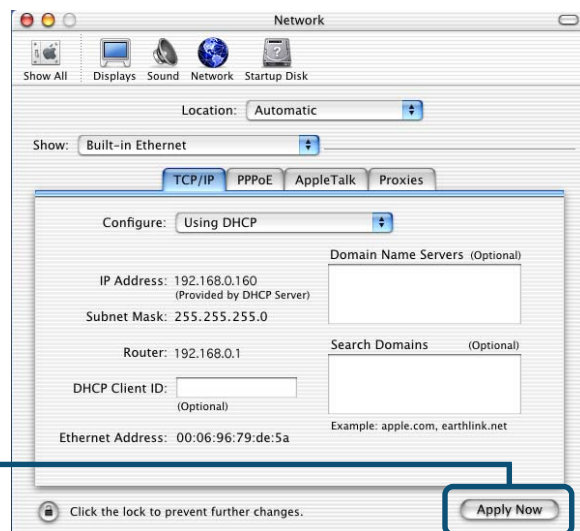 Network
Show All Displays Sound Network Startup Disk
Location: Automatic
Show: Built-in Ethernet
TCP/IP PPPoE AppleTalk Proxies
Configure: Using DHCP
Domain Name Servers (Optional)
IP Address: 192.168.0.160
(Provided by DHCP Server)
Subnet Mask: 255.255.255.0
Router: 192.168.0.1
Search Domains (Optional)
DHCP Client ID:
(Optional)
Example: apple.com, earthlink.net
Ethernet Address: 00:06:96:79:de:5a
Click the lock to prevent further changes.
Apply Now